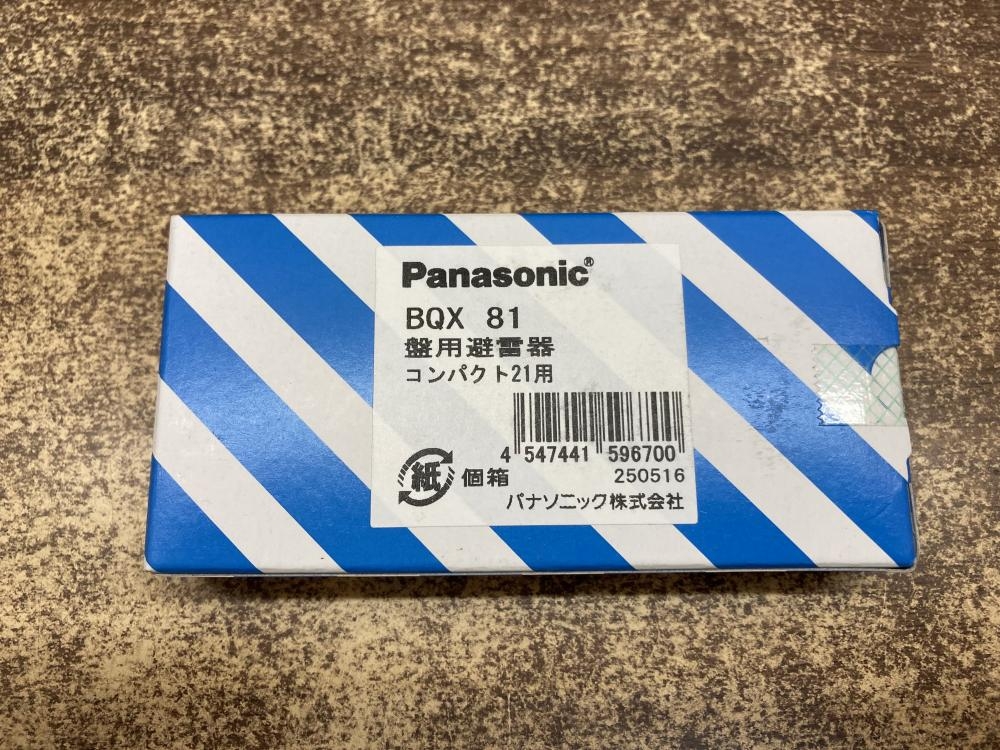 Panasonic®
BQX 81
盤用避雷器
コンパクト21用
4 547441 596700
紙 個箱 250516
パナソニック株式会社